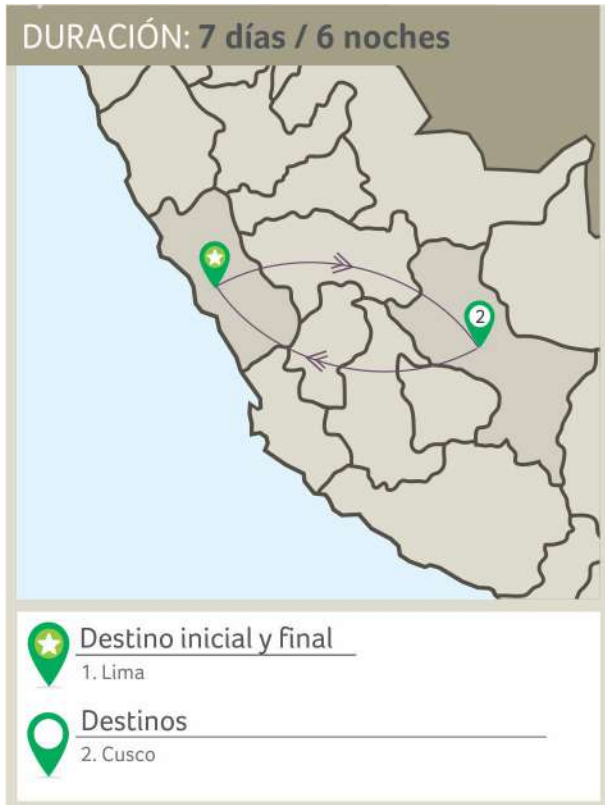 DURACIÓN: 7 días / 6 noches
2
Destino inicial y final
1. Lima
Destinos
2. Cusco